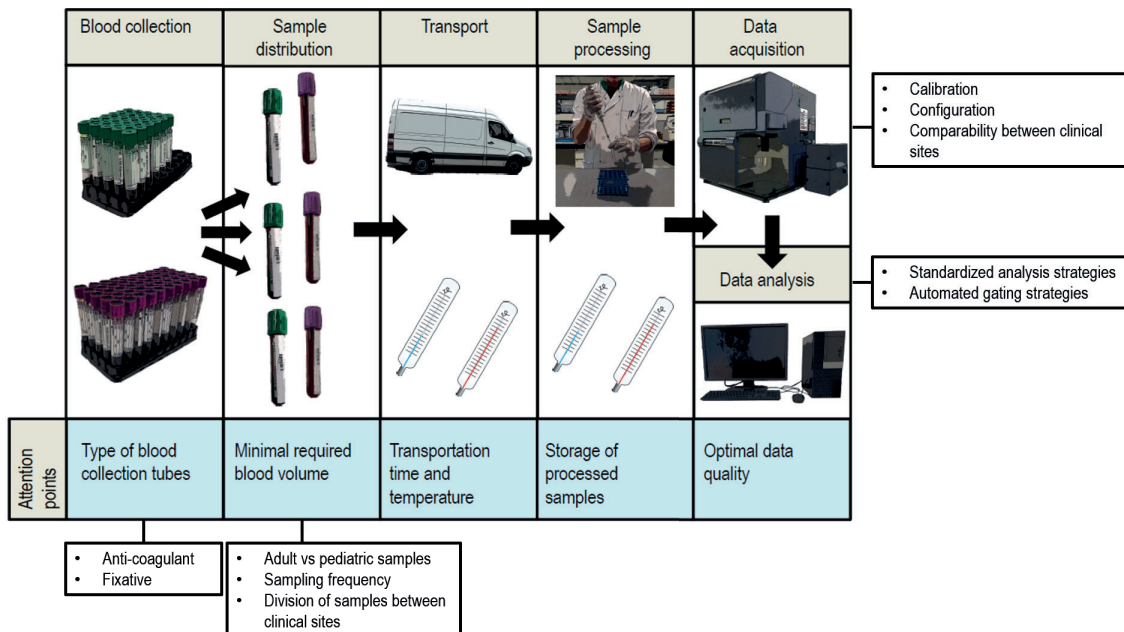 Blood collection
Sample
distribution
Transport
Sample
processing
Data
acquisition
• Calibration
• Configuration
• Comparability between clinical
sites
Data analysis
• Standardized analysis strategies
• Automated gating strategies
Attention
points
Type of blood
collection tubes
Minimal required
blood volume
Transportation
time and
temperature
Storage of
processed
samples
Optimal data
quality
• Anti-coagulant
• Fixative
• Adult vs pediatric samples
• Sampling frequency
• Division of samples between
clinical sites